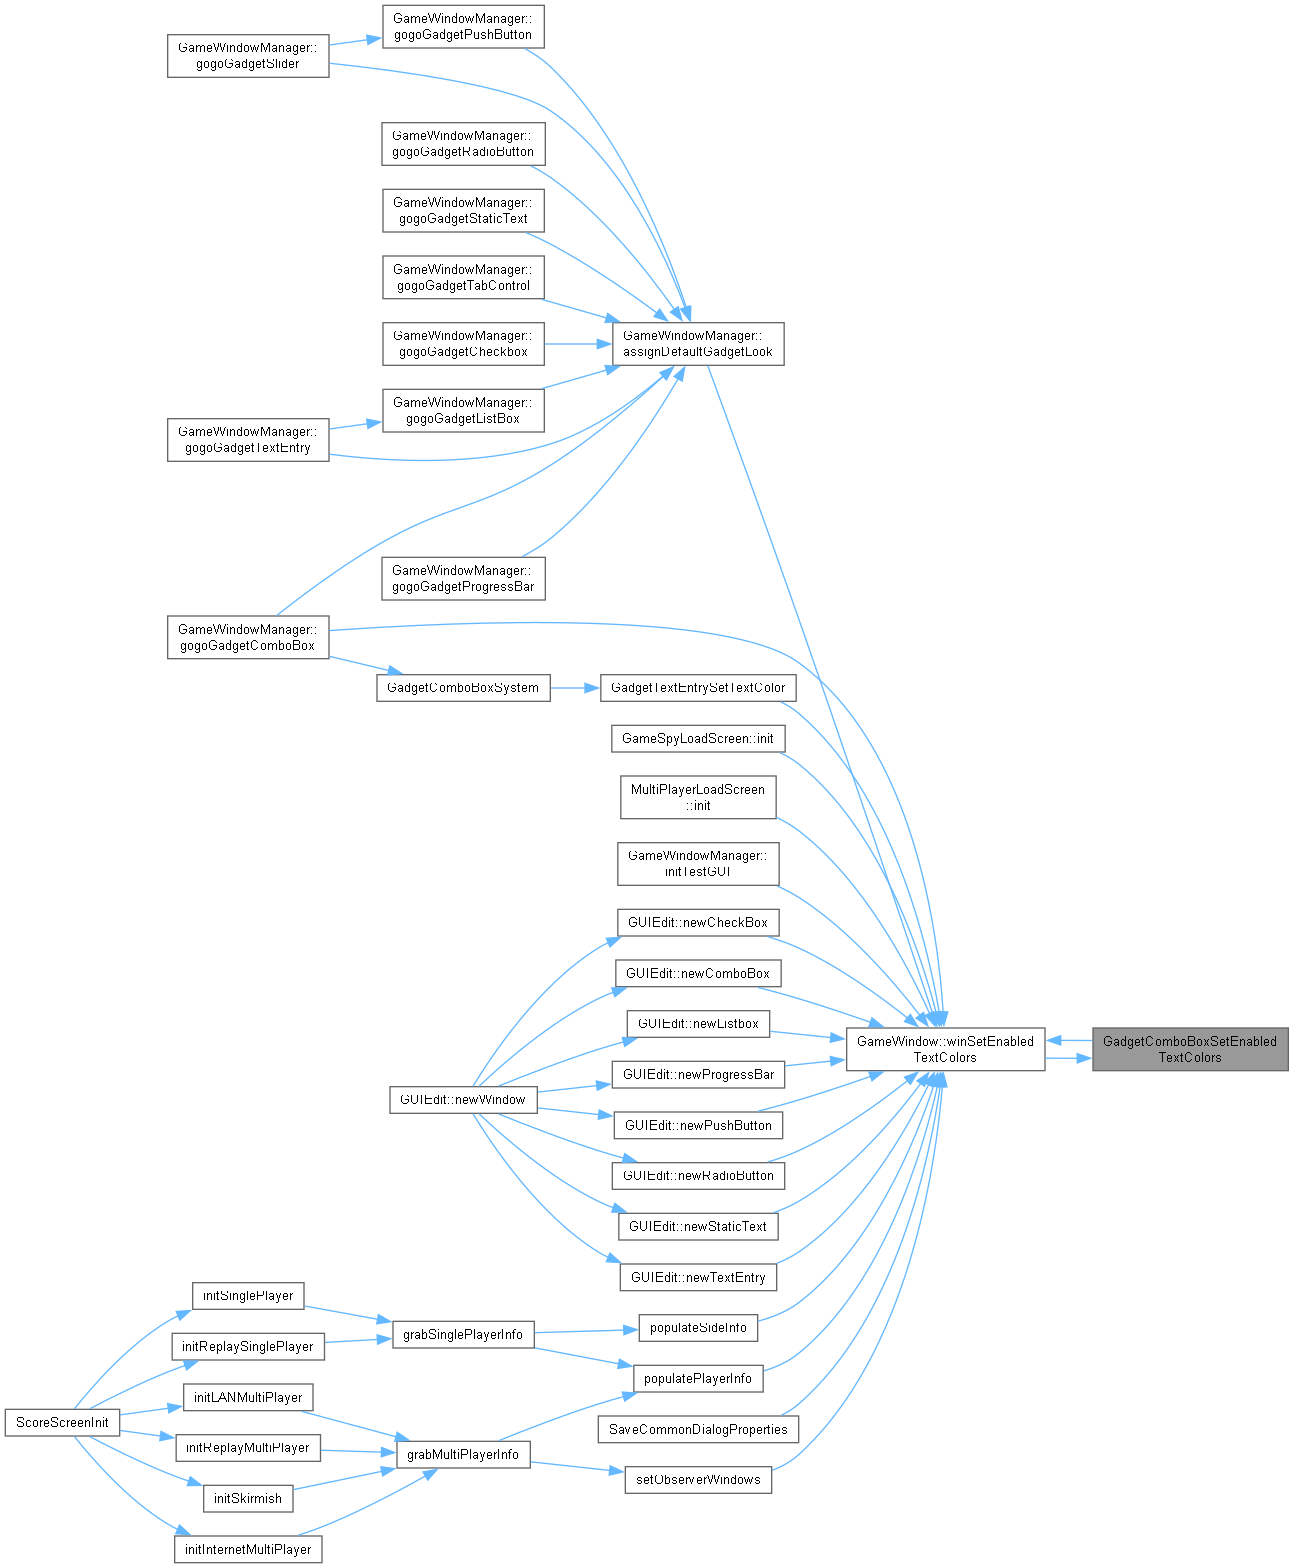 GameWindowManager::
gogoGadgetPushButton
GameWindowManager::
gogoGadgetSlider
GameWindowManager::
gogoGadgetRadioButton
GameWindowManager::
gogoGadgetStaticText
GameWindowManager::
gogoGadgetTabControl
GameWindowManager::
assignDefaultGadgetLook
GameWindowManager::
gogoGadgetCheckbox
GameWindowManager::
gogoGadgetListBox
GameWindowManager::
gogoGadgetTextEntry
GameWindowManager::
gogoGadgetProgressBar
GameWindowManager::
gogoGadgetComboBox
GadgetComboBoxSystem
GadgetTextEntrySetTextColor
GameSpyLoadScreen::init
MultiPlayerLoadScreen
::init
GameWindowManager::
initTestGUI
GUIEdit::newCheckBox
GUIEdit::newComboBox
GUIEdit::newListbox
GameWindow::winSetEnabled
TextColors
GadgetComboBoxSetEnabled
TextColors
GUIEdit::newProgressBar
GUIEdit::newWindow
GUIEdit::newPushButton
GUIEdit::newRadioButton
GUIEdit::newStaticText
GUIEdit::newTextEntry
initSinglePlayer
populateSideInfo
grabSinglePlayerInfo
initReplaySinglePlayer
populatePlayerInfo
initLANMultiPlayer
ScoreScreenInit
SaveCommonDialogProperties
initReplayMultiPlayer
grabMultiPlayerInfo
setObserverWindows
initSkirmish
initInternetMultiPlayer